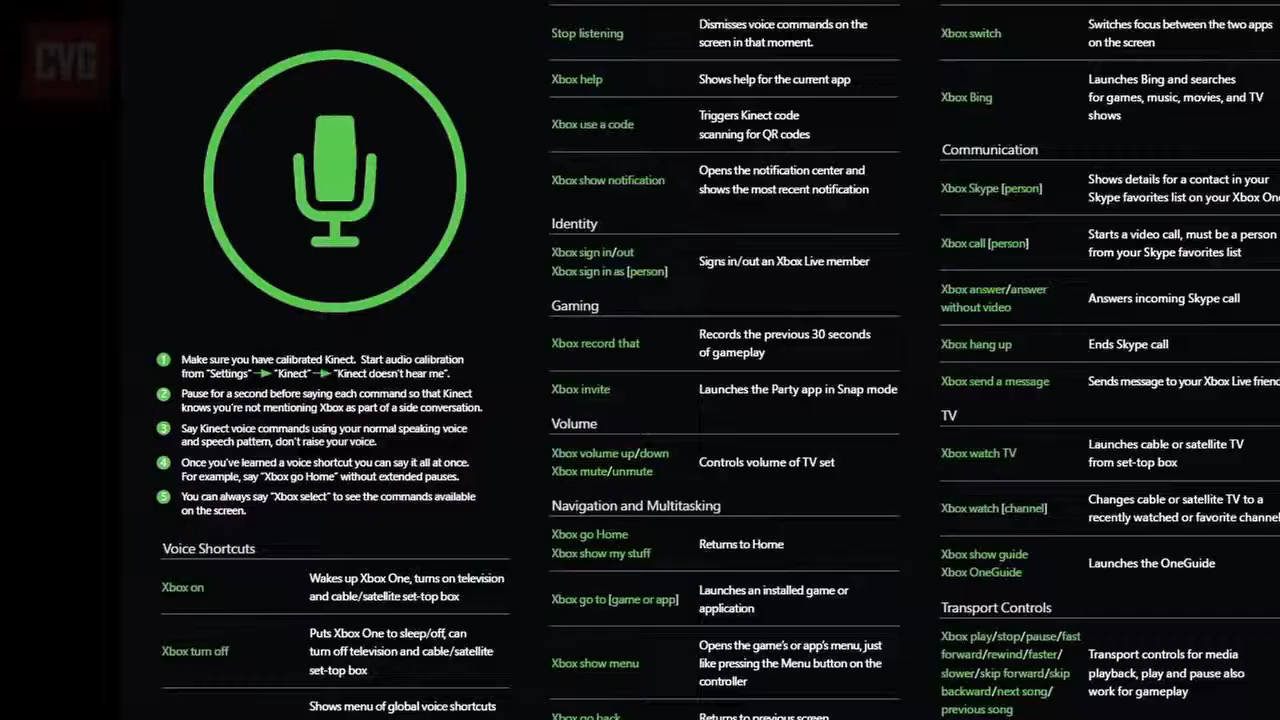 CVG
1 Make sure you have calibrated Kinect. Start audio calibration
from "Settings" "Kinect" "Kinect doesn't hear me".
2 Pause for a second before saying each command so that Kinect
knows you're not mentioning Xbox as part of a side conversation.
3 Say Kinect voice commands using your normal speaking voice
and speech pattern, don't raise your voice.
4 Once you've learned a voice shortcut you can say it all at once.
For example, say "Xbox go Home" without extended pauses.
5 You can always say "Xbox select" to see the commands available
on the screen.
Voice Shortcuts
Xbox on
Wakes up Xbox One, turns on television
and cable/satellite set-top box
Xbox turn off
Puts Xbox One to sleep/off, can
turn off television and cable/satellite
set-top box
Shows menu of global voice shortcuts
Stop listening
Dismisses voice commands on the
screen in that moment.
Xbox help
Shows help for the current app
Xbox use a code
Triggers Kinect code
scanning for QR codes
Xbox show notification
Opens the notification center and
shows the most recent notification
Identity
Xbox sign in/out
Xbox sign in as [person]
Signs in/out an Xbox Live member
Gaming
Xbox record that
Records the previous 30 seconds
of gameplay
Xbox invite
Launches the Party app in Snap mode
Volume
Xbox volume up/down
Xbox mute/unmute
Controls volume of TV set
Navigation and Multitasking
Xbox go Home
Xbox show my stuff
Returns to Home
Xbox go to [game or app]
Launches an installed game or
application
Xbox show menu
Opens the game's or app's menu, just
like pressing the Menu button on the
controller
Xbox go back
Returns to previous screen
Xbox switch
Switches focus between the two apps
on the screen
Xbox Bing
Launches Bing and searches
for games, music, movies, and TV
shows
Communication
Xbox Skype [person]
Shows details for a contact in your
Skype favorites list on your Xbox On
Xbox call [person]
Starts a video call, must be a person
from your Skype favorites list
Xbox answer/answer
without video
Answers incoming Skype call
Xbox hang up
Ends Skype call
Xbox send a message
Sends message to your Xbox Live frien
TV
Xbox watch TV
Launches cable or satellite TV
from set-top box
Xbox watch [channel]
Changes cable or satellite TV to a
recently watched or favorite channel
Xbox show guide
Xbox OneGuide
Launches the OneGuide
Transport Controls
Xbox play/stop/pause/fast
forward/rewind/faster/
slower/skip forward/skip
backward/next song/
previous song
Transport controls for media
playback, play and pause also
work for gameplay